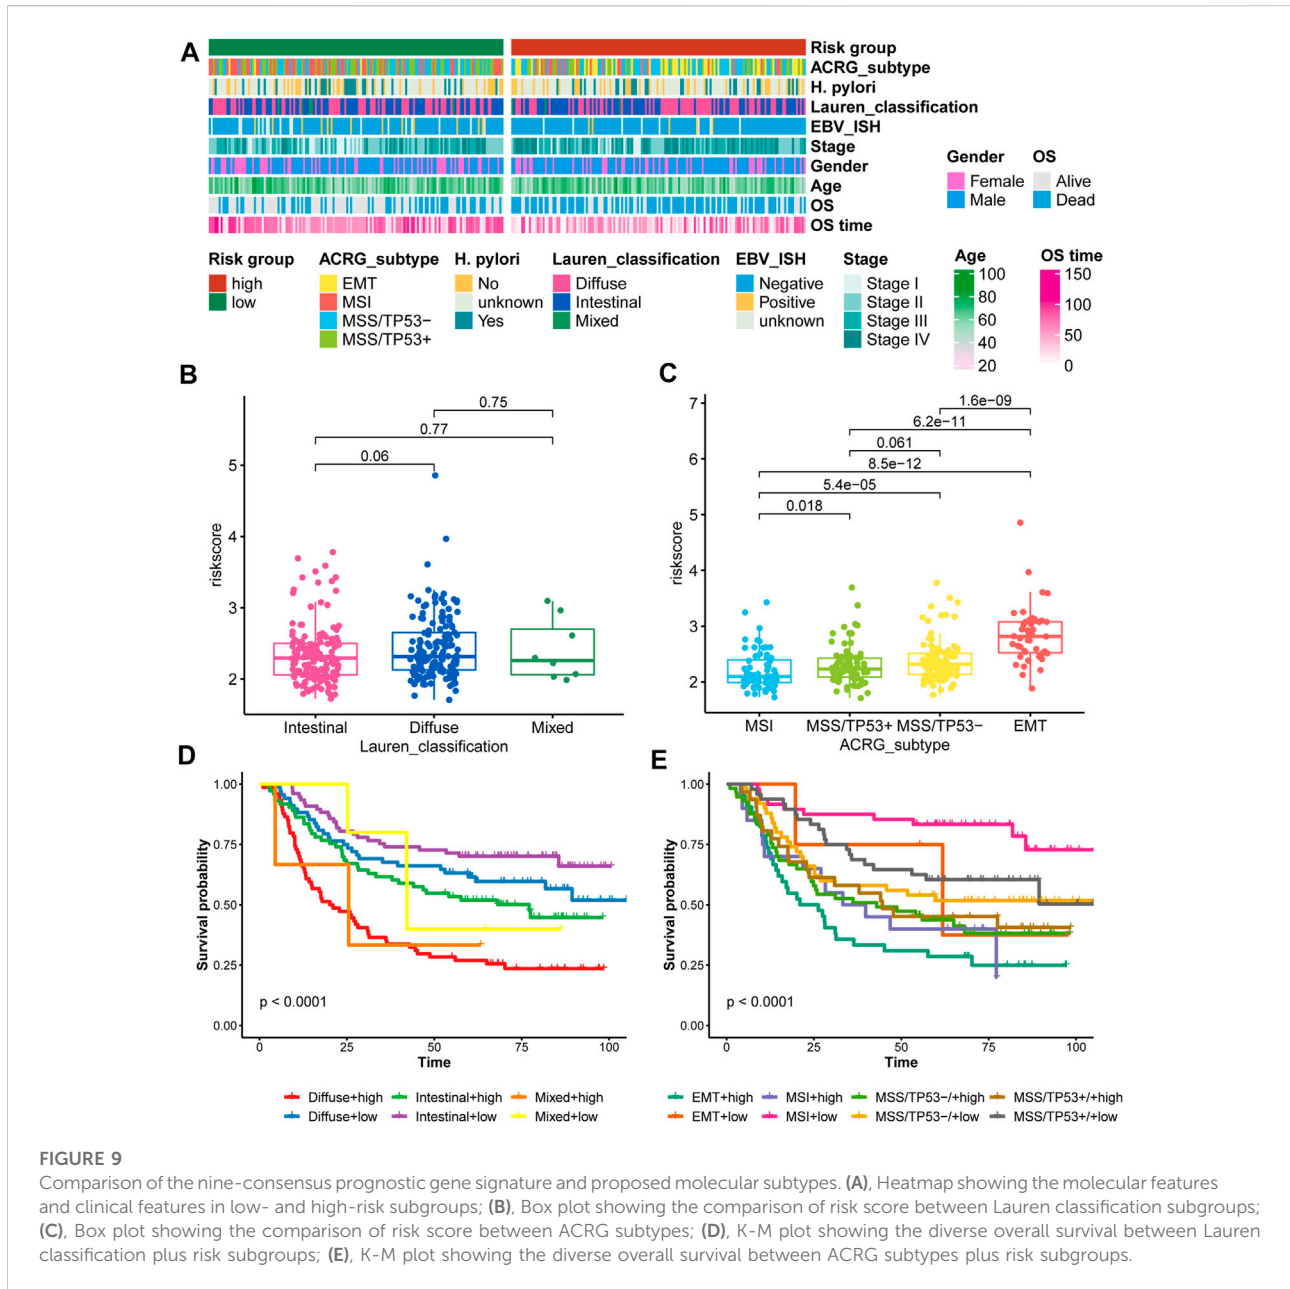 A
Risk group
ACRG_subtype
H. pylori
Lauren_classification
EBV_ISH
Stage
Gender
Age
OS
OS time
Gender OS
Female Alive
Male Dead
Risk group ACRG_subtype H. pylori Lauren_classification EBV_ISH Stage Age OS time
high EMT No Diffuse Negative Stage I 100 150
low MSI unknown Intestinal Positive Stage II 80 100
MSS/TP53− Yes Mixed unknown Stage III 60 50
MSS/TP53+ Stage IV 40 0
20
B
0.75
0.77
0.06
5
4
3
2
riskscore
Intestinal Diffuse Mixed
Lauren_classification
C
7
6
5
4
3
2
riskscore
1.6e−09
6.2e−11
0.061
8.5e−12
5.4e−05
0.018
MSI MSS/TP53+ MSS/TP53− EMT
ACRG_subtype
D
1.00
0.75
0.50
0.25
0.00
Survival probability
p < 0.0001
0 25 50 75 100
Time
Diffuse+high Intestinal+high Mixed+high
Diffuse+low Intestinal+low Mixed+low
E
1.00
0.75
0.50
0.25
0.00
Survival probability
p < 0.0001
0 25 50 75 100
Time
EMT+high MSI+high MSS/TP53−/+high MSS/TP53+/+high
EMT+low MSI+low MSS/TP53−/+low MSS/TP53+/+low
FIGURE 9
Comparison of the nine-consensus prognostic gene signature and proposed molecular subtypes. (A), Heatmap showing the molecular features
and clinical features in low- and high-risk subgroups; (B), Box plot showing the comparison of risk score between Lauren classification subgroups;
(C), Box plot showing the comparison of risk score between ACRG subtypes; (D), K-M plot showing the diverse overall survival between Lauren
classification plus risk subgroups; (E), K-M plot showing the diverse overall survival between ACRG subtypes plus risk subgroups.